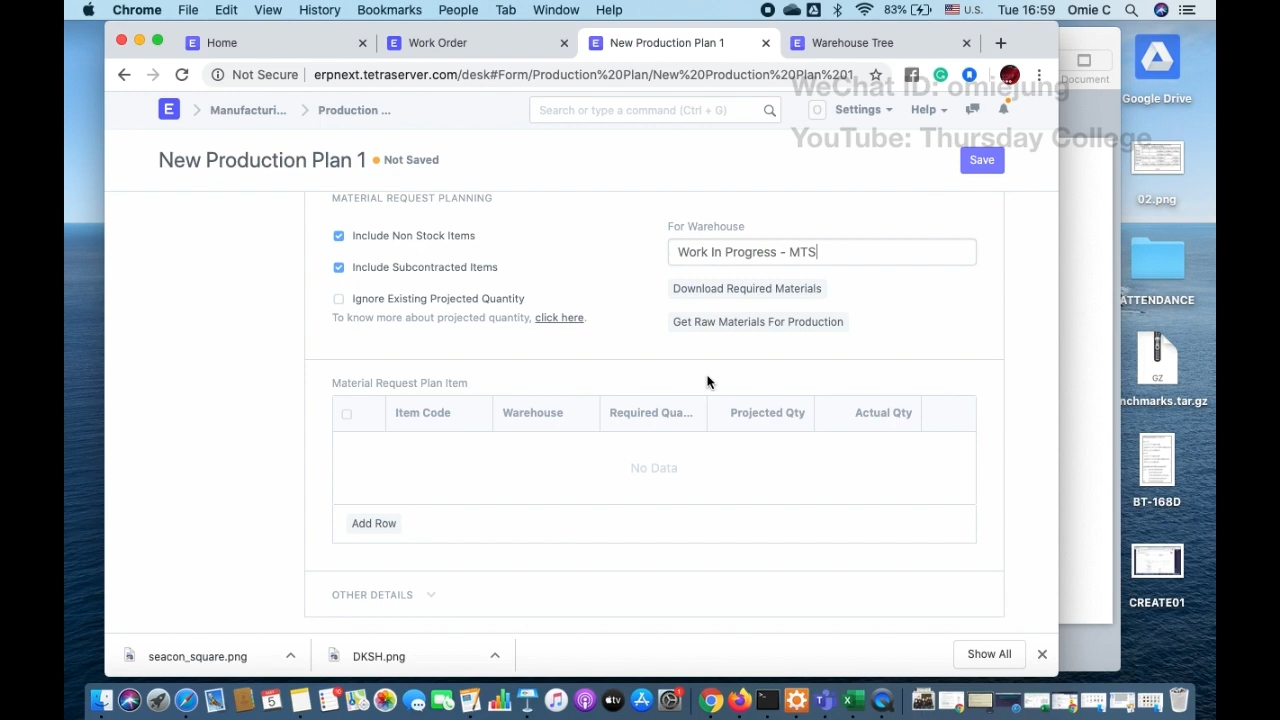 Chrome File Edit View History Bookmarks People Tab Window Help 83% U.S. Tue 16:59 Omie C
Home Work Order New Production Plan 1 Warehouse Tree
Document
Not Secure erpnext.tetraserver.com/desk#Form/Production%20Plan/New%20Production%20Plan%201
WeChat ID: omiejung
Google Drive
Manufacturi... Production ... Search or type a command (Ctrl + G) Settings Help
YouTube: Thursday College
New Production Plan 1 Not Saved Save
02.png
MATERIAL REQUEST PLANNING
Include Non Stock Items
For Warehouse
Work In Progress - MTS
Include Subcontracted Items
Download Required Materials
Ignore Existing Projected Quantity
To know more about projected quantity, click here.
Get Raw Materials For Production
ATTENDANCE
GZ
nchmarks.tar.gz
Material Request Plan Item
Item Code Warehouse Required Qua... Projected Qty Actual Qty
No Data
Add Row
BT-168D
OTHER DETAILS
CREATE01
seacon_square.png DKSH.png Show All
5